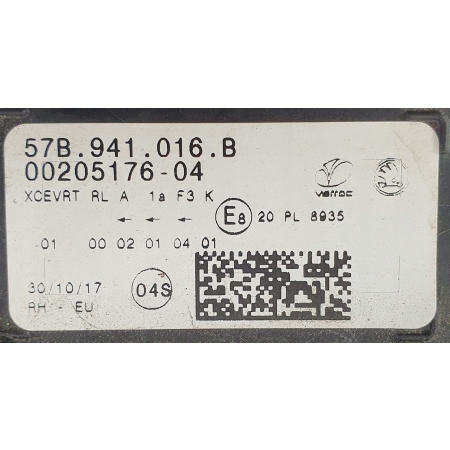 57B.941.016.B
00205176-04
XCEVRT RL A 1a F3 K
varroc
← ← ←
E8 20 PL 8935
-01 00 02 01 04 01
30/10/17
04S
RH - EU